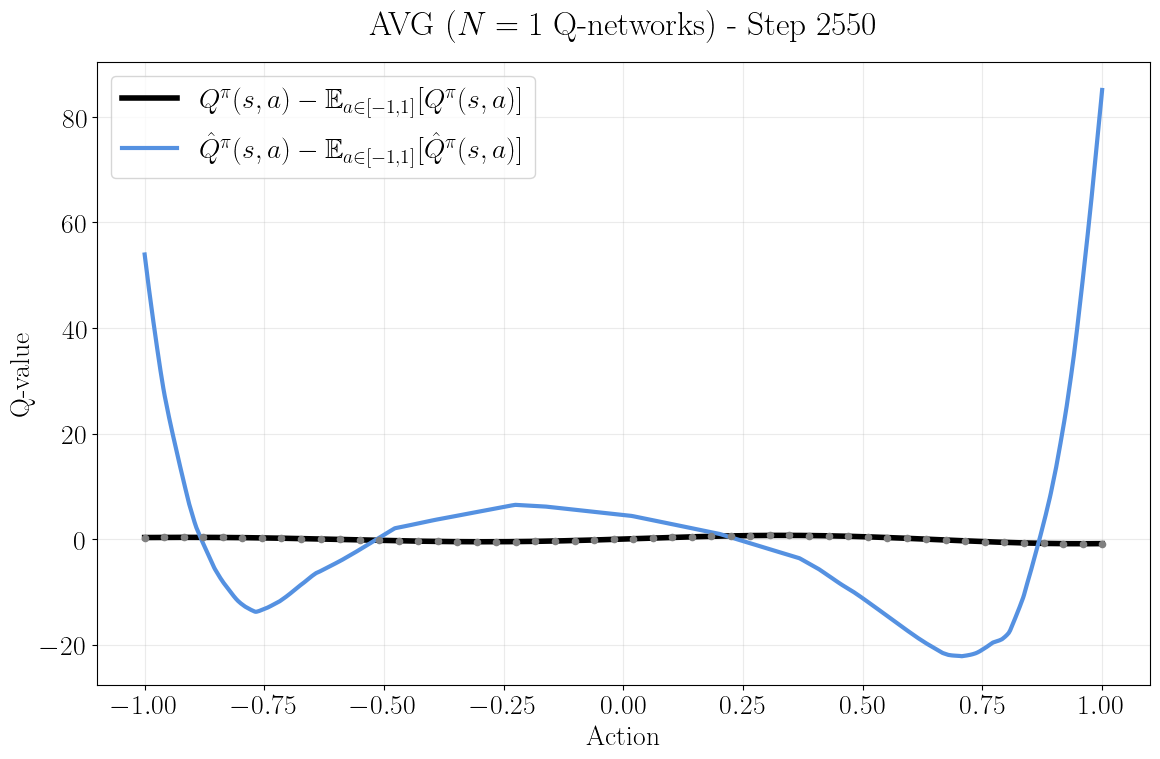 AVG (N = 1 Q-networks) - Step 2550
Q^π(s, a) − 𝔼_{a∈[−1,1]}[Q^π(s, a)]
Q̂^π(s, a) − 𝔼_{a∈[−1,1]}[Q̂^π(s, a)]
80
60
40
20
0
−20
Q-value
−1.00 −0.75 −0.50 −0.25 0.00 0.25 0.50 0.75 1.00
Action